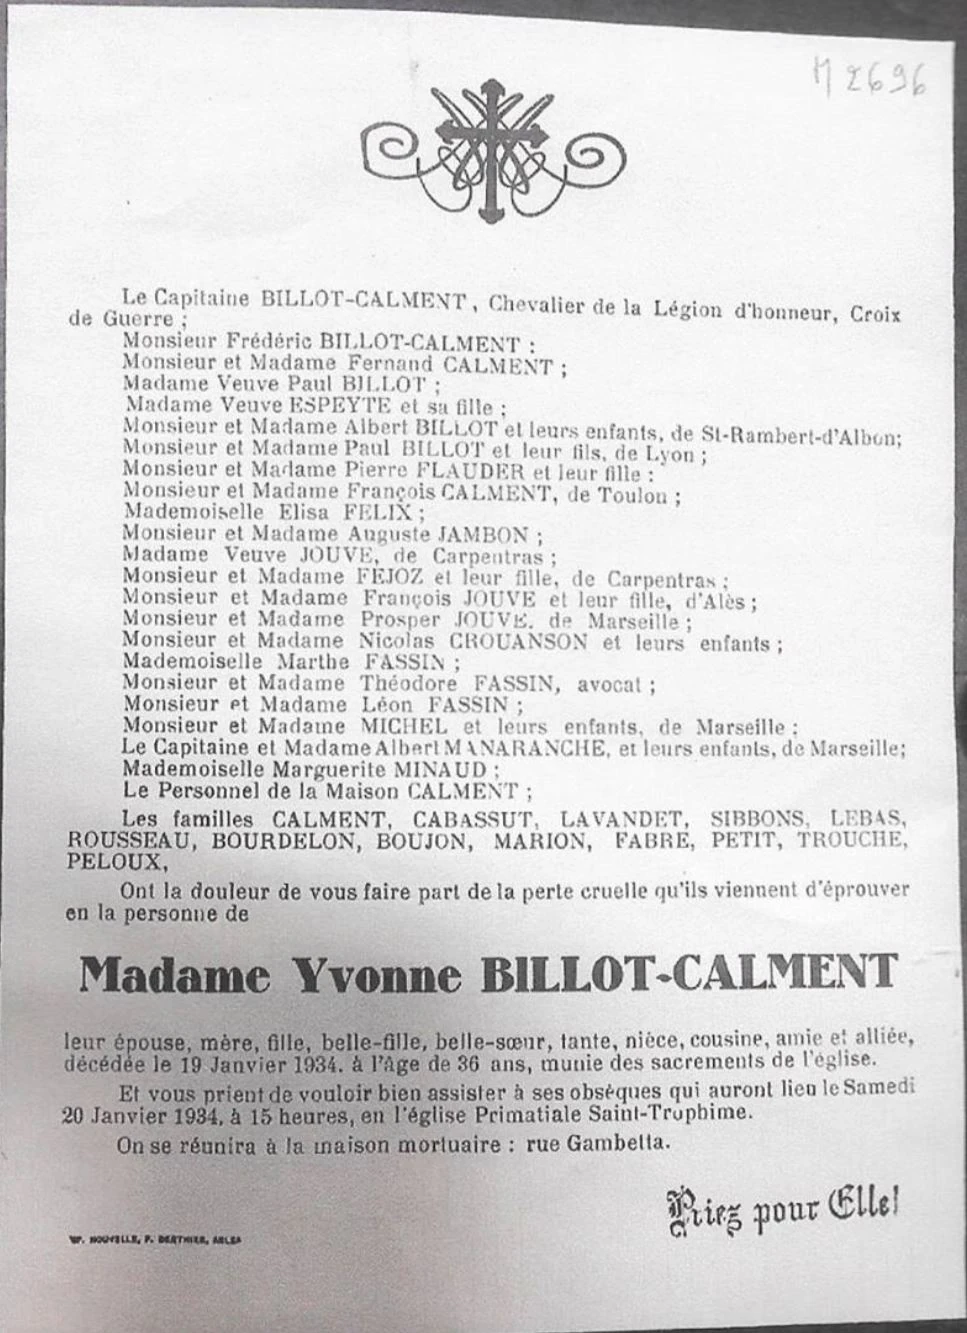 M 2696
Le Capitaine BILLOT-CALMENT, Chevalier de la Légion d'honneur, Croix
de Guerre ;
Monsieur Frédéric BILLOT-CALMENT ;
Monsieur et Madame Fernand CALMENT ;
Madame Veuve Paul BILLOT ;
Madame Veuve ESPEYTE et sa fille ;
Monsieur et Madame Albert BILLOT et leurs enfants, de St-Rambert-d'Albon;
Monsieur et Madame Paul BILLOT et leur fils, de Lyon ;
Monsieur et Madame Pierre FLAUDER et leur fille :
Monsieur et Madame François CALMENT, de Toulon ;
Mademoiselle Elisa FELIX ;
Monsieur et Madame Auguste JAMBON ;
Madame Veuve JOUVE, de Carpentras ;
Monsieur et Madame FEJOZ et leur fille, de Carpentras ;
Monsieur et Madame François JOUVE et leur fille, d'Alès ;
Monsieur et Madame Prosper JOUVE. de Marseille ;
Monsieur et Madame Nicolas CROUANSON et leurs enfants ;
Mademoiselle Marthe FASSIN ;
Monsieur et Madame Théodore FASSIN, avocat ;
Monsieur et Madame Léon FASSIN ;
Monsieur et Madame MICHEL et leurs enfants, de Marseille ;
Le Capitaine et Madame Albert MANARANCHE, et leurs enfants, de Marseille;
Mademoiselle Marguerite MINAUD ;
Le Personnel de la Maison CALMENT ;
Les familles CALMENT, CABASSUT, LAVANDET, SIBBONS, LEBAS,
ROUSSEAU, BOURDELON, BOUJON, MARION, FABRE, PETIT, TROUCHE,
PELOUX,
Ont la douleur de vous faire part de la perte cruelle qu'ils viennent d'éprouver
en la personne de
Madame Yvonne BILLOT-CALMENT
leur épouse, mère, fille, belle-fille, belle-sœur, tante, nièce, cousine, amie et alliée,
décédée le 19 Janvier 1934. à l'âge de 36 ans, munie des sacrements de l'église.
Et vous prient de vouloir bien assister à ses obsèques qui auront lieu le Samedi
20 Janvier 1934, à 15 heures, en l'église Primatiale Saint-Trophime.
On se réunira à la maison mortuaire : rue Gambetta.
Priez pour Elle!
IMP. NOUVELLE, F. BERTHIER, ARLES